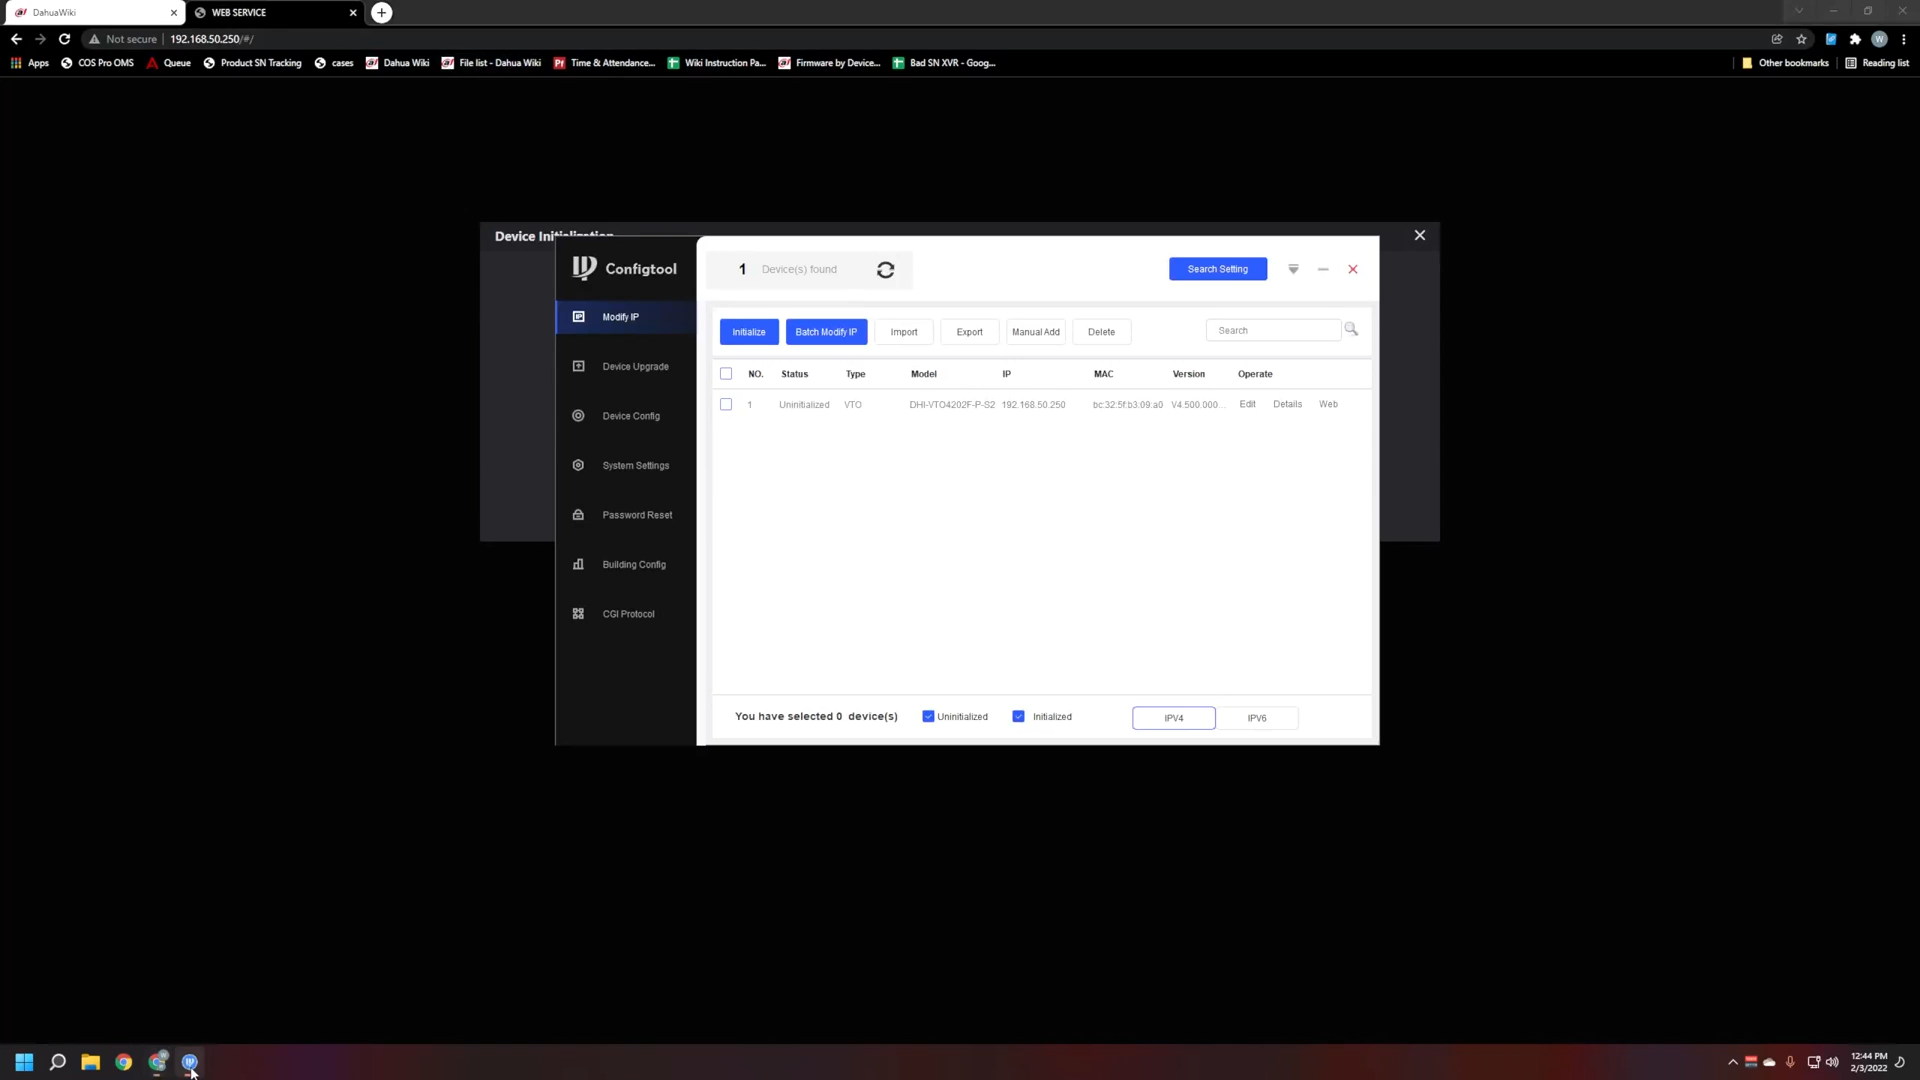 DahuaWiki
WEB SERVICE
Not secure 192.168.50.250/#/
Apps COS Pro OMS Queue Product SN Tracking cases Dahua Wiki File list - Dahua Wiki Time & Attendance... Wiki Instruction Pa... Firmware by Device... Bad SN XVR - Goog... Other bookmarks Reading list
Device Initialization
Configtool
1 Device(s) found
Search Setting
Modify IP
Device Upgrade
Device Config
System Settings
Password Reset
Building Config
CGI Protocol
Initialize Batch Modify IP Import Export Manual Add Delete Search
NO. Status Type Model IP MAC Version Operate
1 Uninitialized VTO DHI-VTO4202F-P-S2 192.168.50.250 bc:32:5f:b3:09:a0 V4.500.000... Edit Details Web
You have selected 0 device(s) Uninitialized Initialized IPV4 IPV6
12:44 PM
2/3/2022